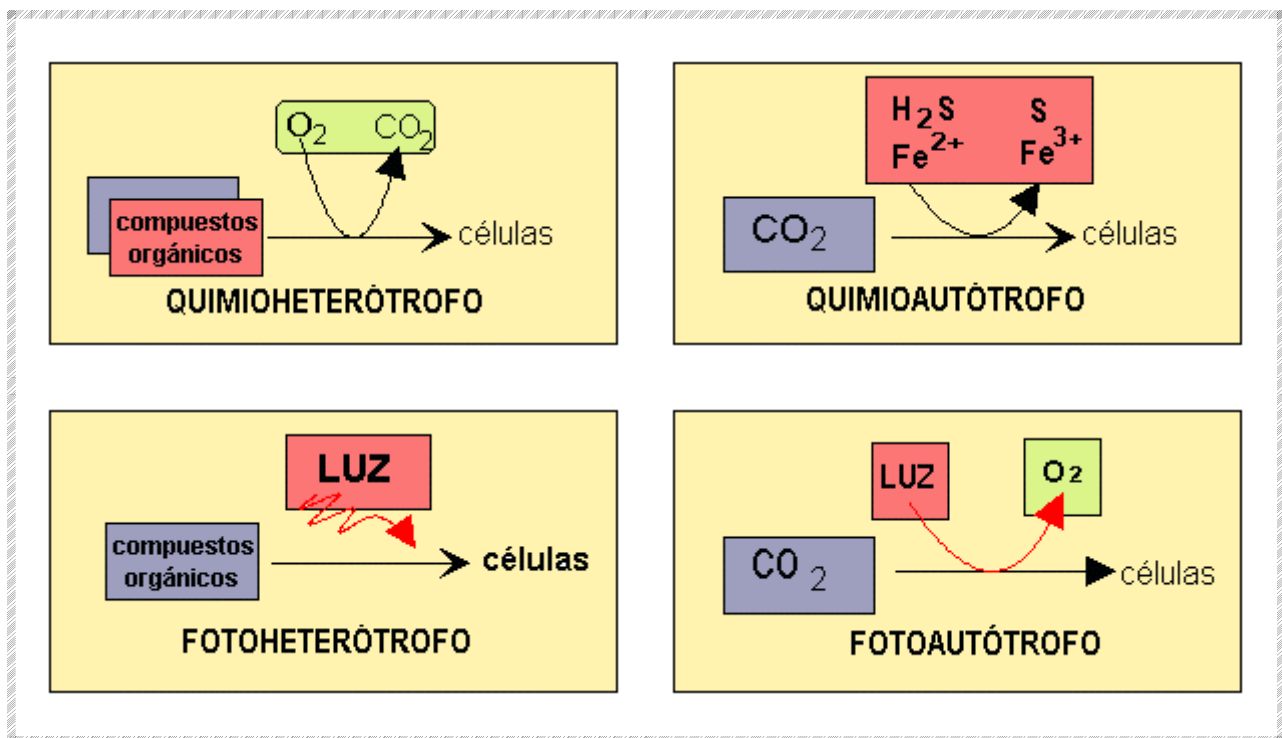 O₂ CO₂
compuestos
orgánicos
células
QUIMIOHETERÓTROFO
H₂S S
Fe²⁺ Fe³⁺
CO₂
células
QUIMIOAUTÓTROFO
LUZ
compuestos
orgánicos
células
FOTOHETERÓTROFO
LUZ O₂
CO₂
células
FOTOAUTÓTROFO